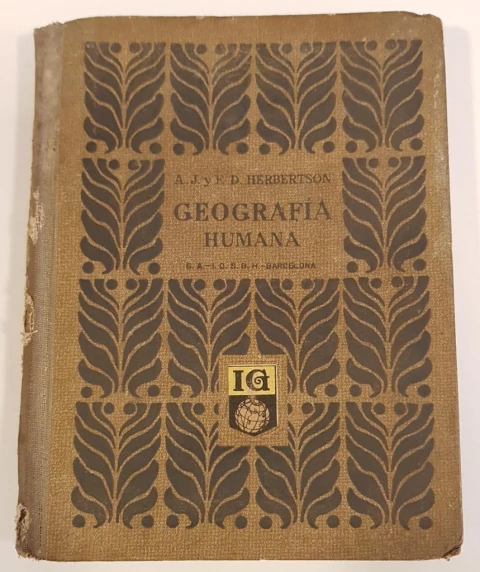 A. J. y F. D. HERBERTSON
GEOGRAFIA
HUMANA
S. A.-I. G. S. B. H.-BARCELONA
IG